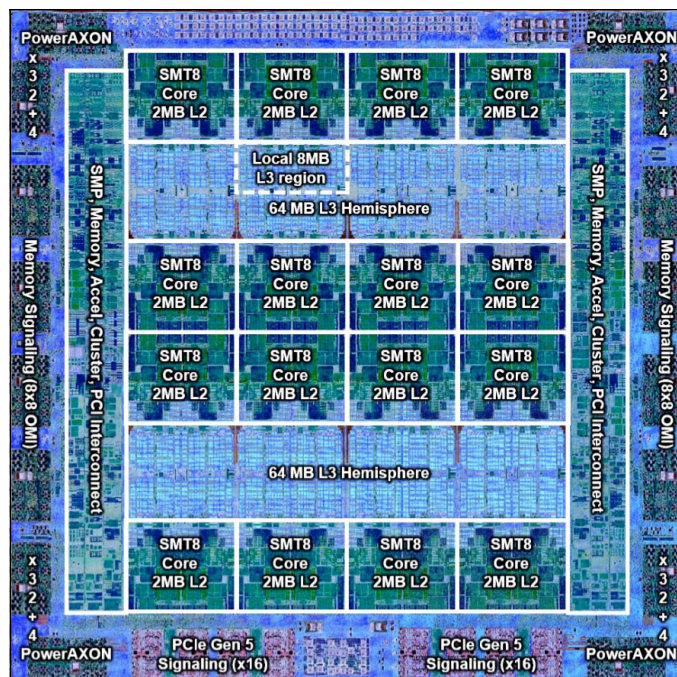 PowerAXON
PowerAXON
x 3 2 + 4
x 3 2 + 4
SMT8
Core
2MB L2
SMT8
Core
2MB L2
SMT8
Core
2MB L2
SMT8
Core
2MB L2
Local 8MB
L3 region
64 MB L3 Hemisphere
SMP, Memory, Accel, Cluster, PCI Interconnect
SMP, Memory, Accel, Cluster, PCI Interconnect
Memory Signaling (8x8 OMI)
Memory Signaling (8x8 OMI)
SMT8
Core
2MB L2
SMT8
Core
2MB L2
SMT8
Core
2MB L2
SMT8
Core
2MB L2
SMT8
Core
2MB L2
SMT8
Core
2MB L2
SMT8
Core
2MB L2
SMT8
Core
2MB L2
64 MB L3 Hemisphere
SMT8
Core
2MB L2
SMT8
Core
2MB L2
SMT8
Core
2MB L2
SMT8
Core
2MB L2
x 3 2 + 4
x 3 2 + 4
PowerAXON
PCIe Gen 5
Signaling (x16)
PCIe Gen 5
Signaling (x16)
PowerAXON